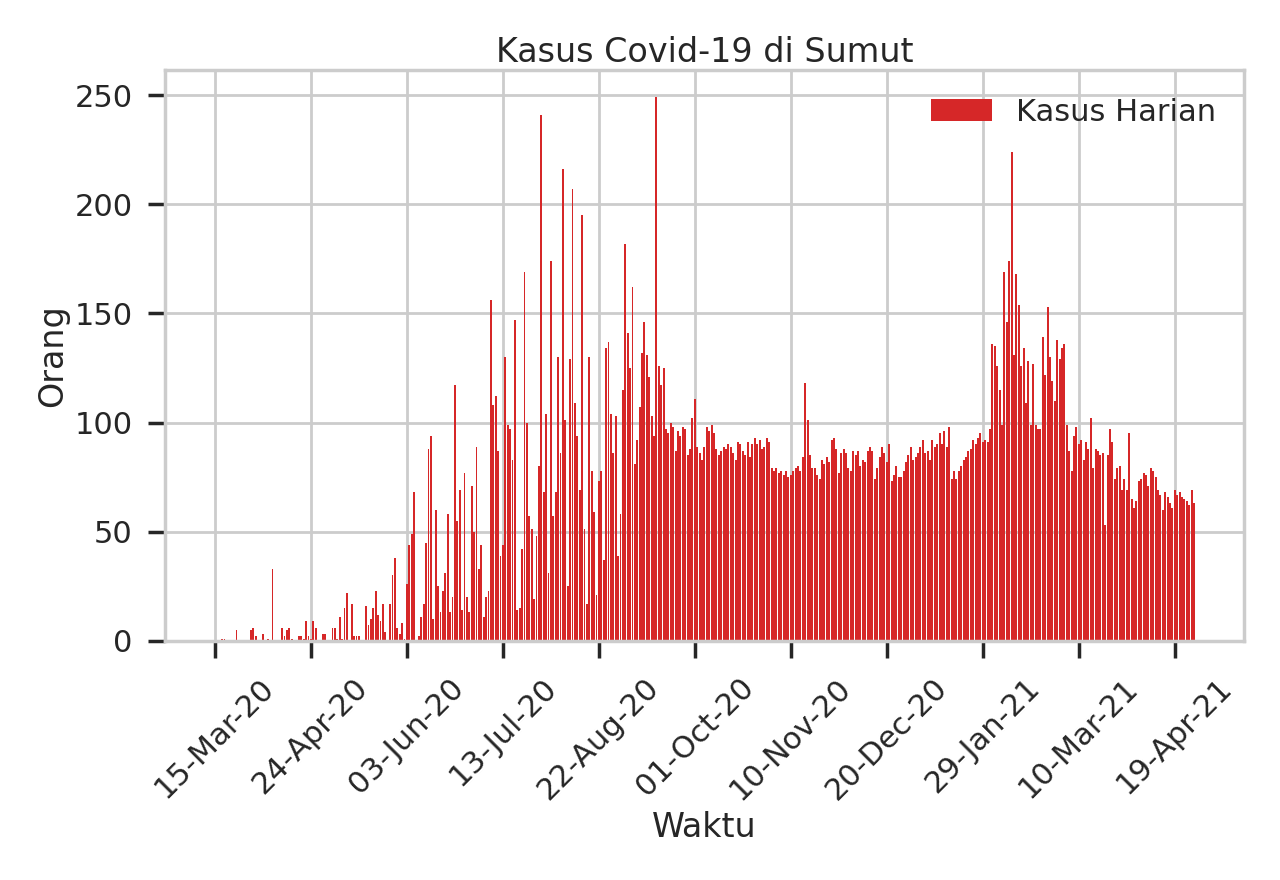 Kasus Covid-19 di Sumut
Kasus Harian
Orang
250
200
150
100
50
0
15-Mar-20
24-Apr-20
03-Jun-20
13-Jul-20
22-Aug-20
01-Oct-20
10-Nov-20
20-Dec-20
29-Jan-21
10-Mar-21
19-Apr-21
Waktu